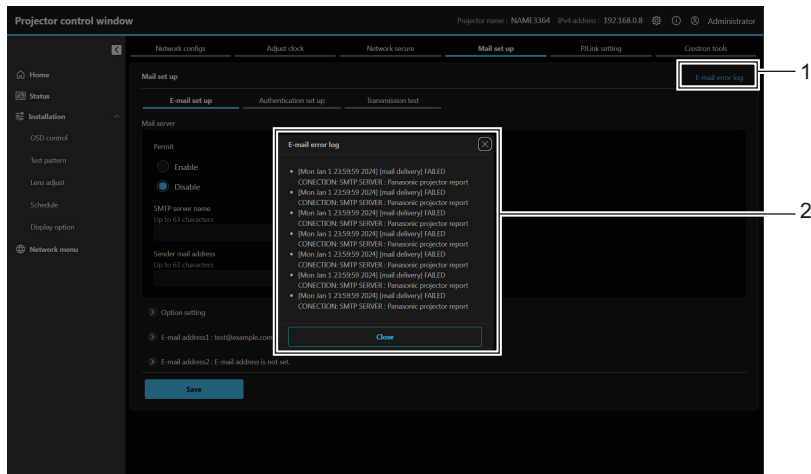 Projector control window
Projector name : NAME3364 IPv4 address : 192.168.0.8 Administrator
Network configs Adjust clock Network secure Mail set up PJLink setting Crestron tools
Home
Status
Installation
OSD control
Test pattern
Lens adjust
Schedule
Display option
Network menu
Mail set up
E-mail error log
1
E-mail set up Authentication set up Transmission test
Mail server
Permit
Enable
Disable
SMTP server name
Up to 63 characters
Sender mail address
Up to 63 characters
Option setting
E-mail address1 : test@example.com
E-mail address2 : E-mail address is not set.
Save
E-mail error log
[Mon Jan 1 23:59:59 2024] [mail delivery] FAILED
CONECTION: SMTP SERVER : Panasonic projector report
[Mon Jan 1 23:59:59 2024] [mail delivery] FAILED
CONECTION: SMTP SERVER : Panasonic projector report
[Mon Jan 1 23:59:59 2024] [mail delivery] FAILED
CONECTION: SMTP SERVER : Panasonic projector report
[Mon Jan 1 23:59:59 2024] [mail delivery] FAILED
CONECTION: SMTP SERVER : Panasonic projector report
[Mon Jan 1 23:59:59 2024] [mail delivery] FAILED
CONECTION: SMTP SERVER : Panasonic projector report
[Mon Jan 1 23:59:59 2024] [mail delivery] FAILED
CONECTION: SMTP SERVER : Panasonic projector report
[Mon Jan 1 23:59:59 2024] [mail delivery] FAILED
CONECTION: SMTP SERVER : Panasonic projector report
Close
2